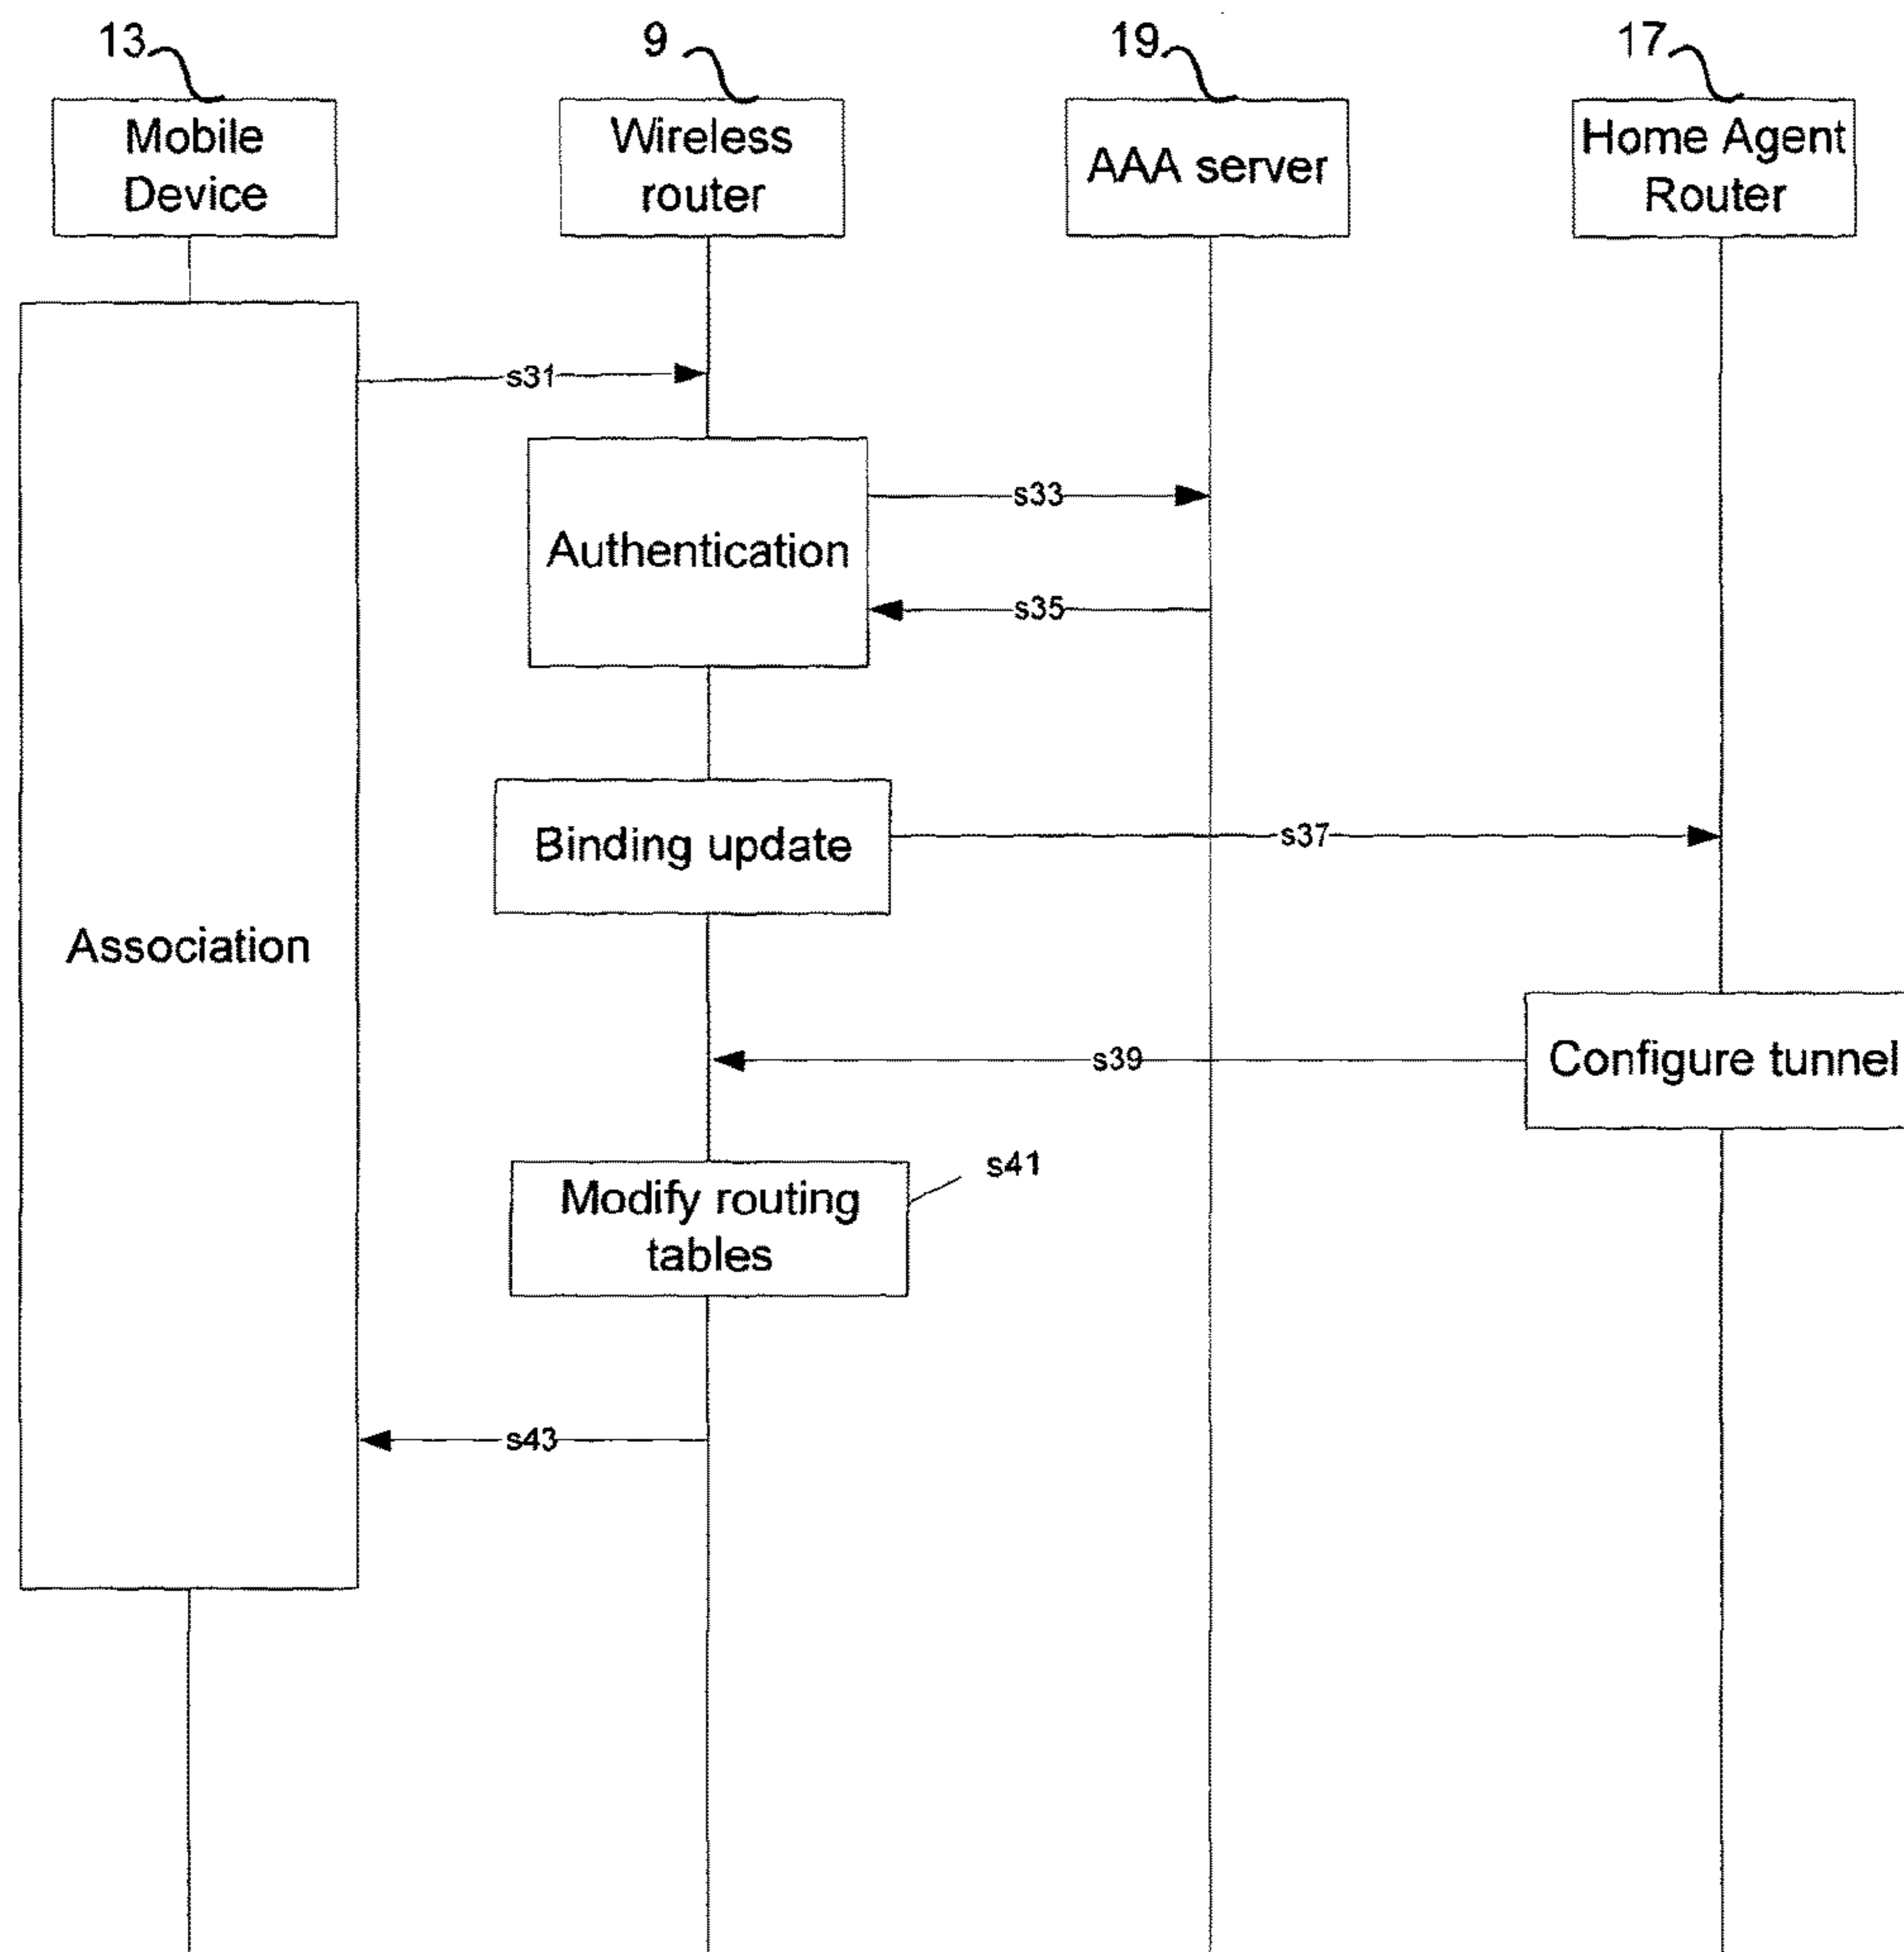 13
9
19
17
Mobile
Device
Wireless
router
AAA server
Home Agent
Router
s31
s33
Authentication
s35
Binding update
s37
Association
s39
Configure tunnel
s41
Modify routing
tables
s43